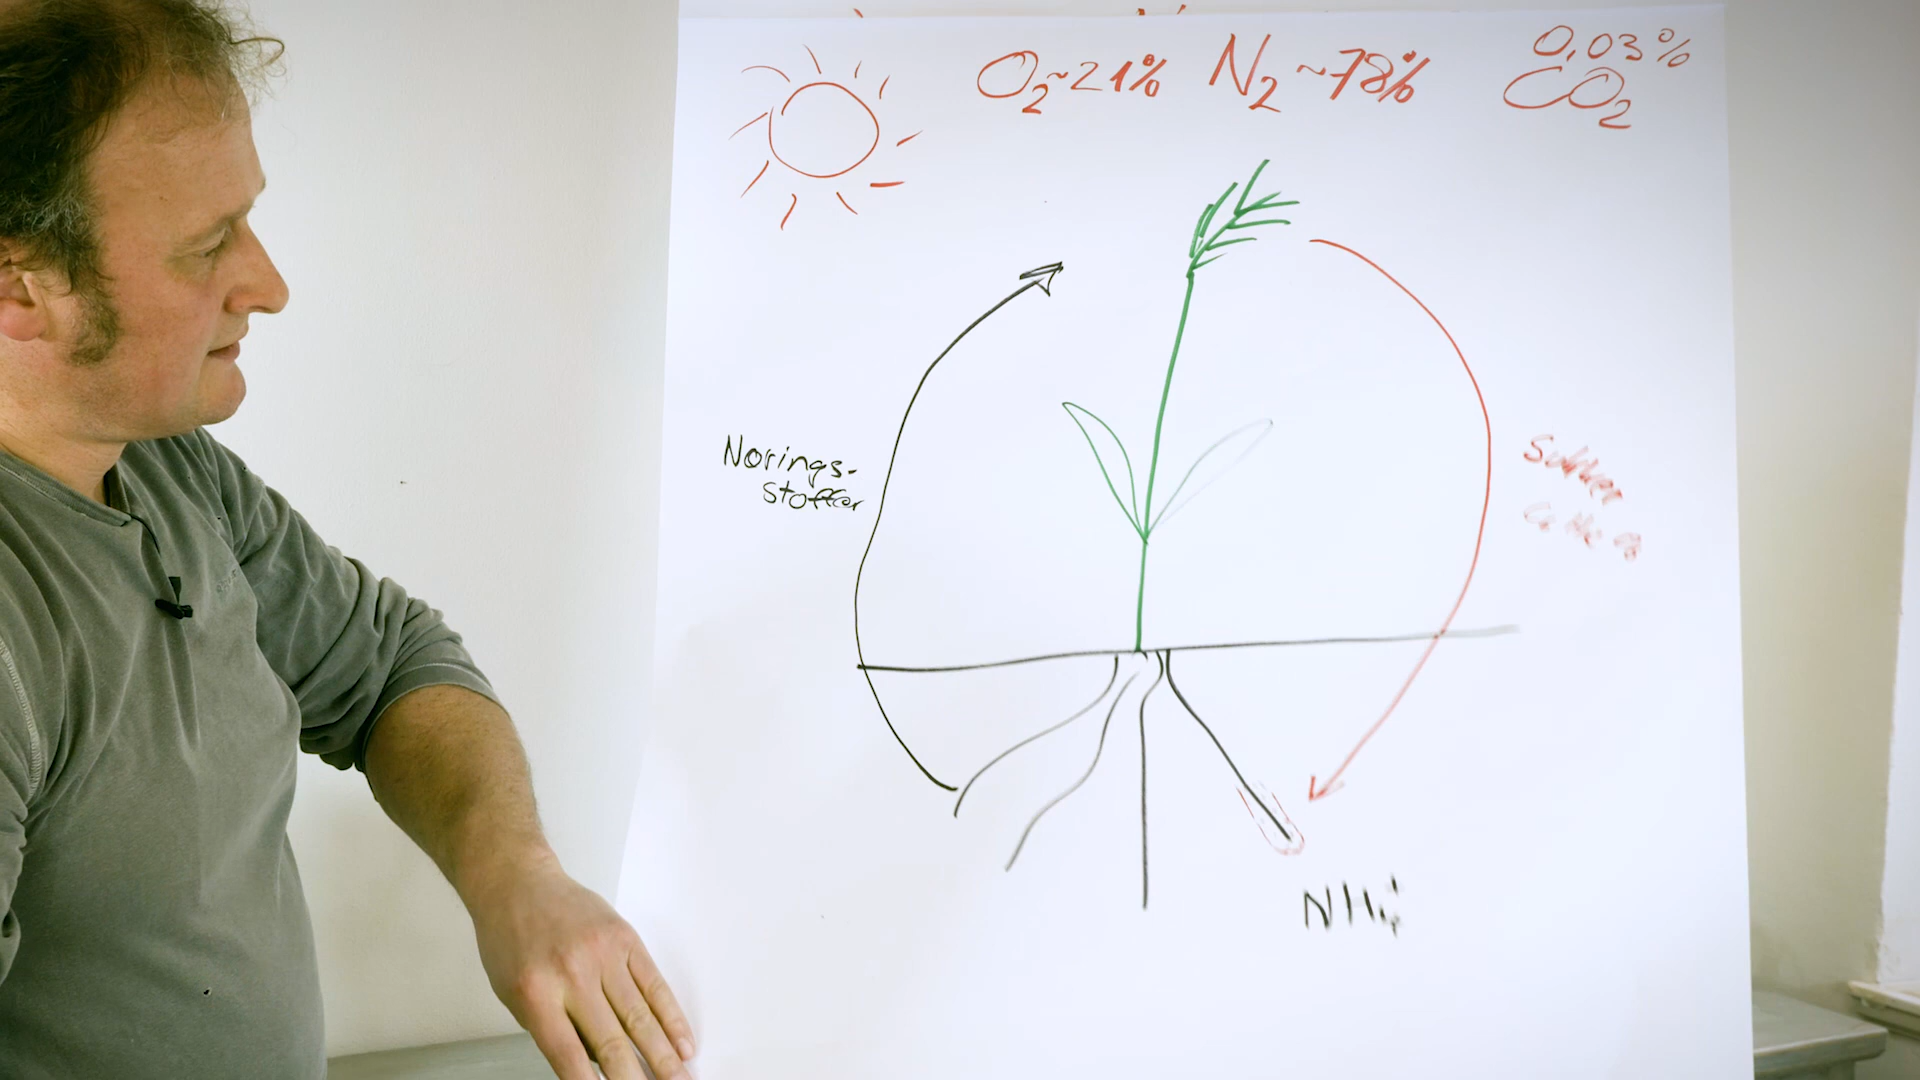 O₂ ~21% N₂ ~78%
0,03%
CO₂
Norings-
stoffer
NH₄⁺